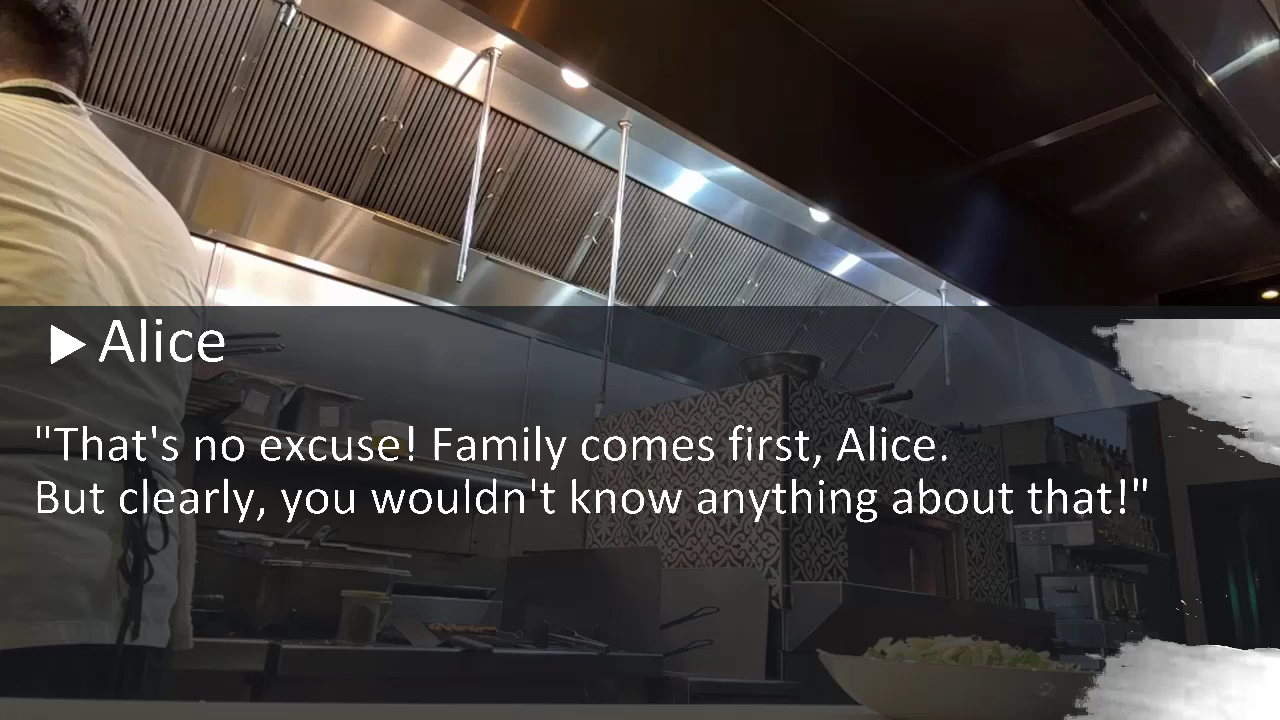 ▶Alice
"That's no excuse! Family comes first, Alice.
But clearly, you wouldn't know anything about that!"